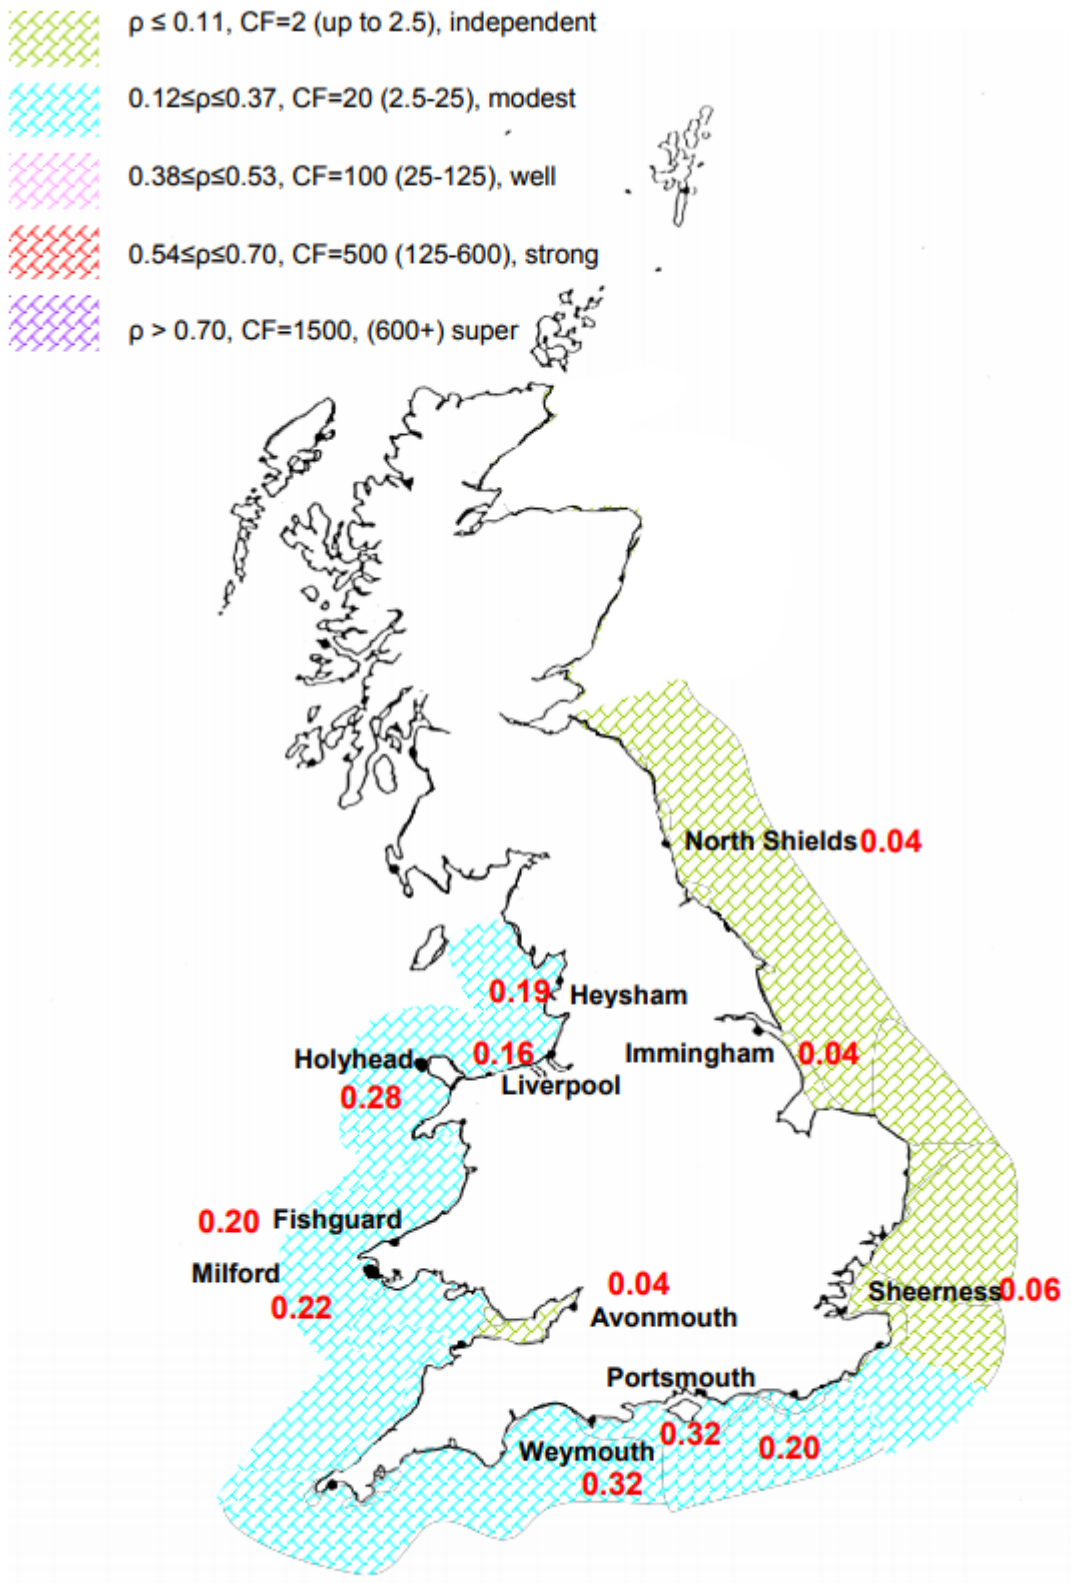 ρ ≤ 0.11, CF=2 (up to 2.5), independent
0.12≤ρ≤0.37, CF=20 (2.5-25), modest
0.38≤ρ≤0.53, CF=100 (25-125), well
0.54≤ρ≤0.70, CF=500 (125-600), strong
ρ > 0.70, CF=1500, (600+) super
North Shields 0.04
0.19 Heysham
Immingham 0.04
Holyhead 0.16
Liverpool
0.28
0.20 Fishguard
Milford
0.22
0.04
Avonmouth
Sheerness 0.06
Portsmouth
0.32
0.20
Weymouth
0.32